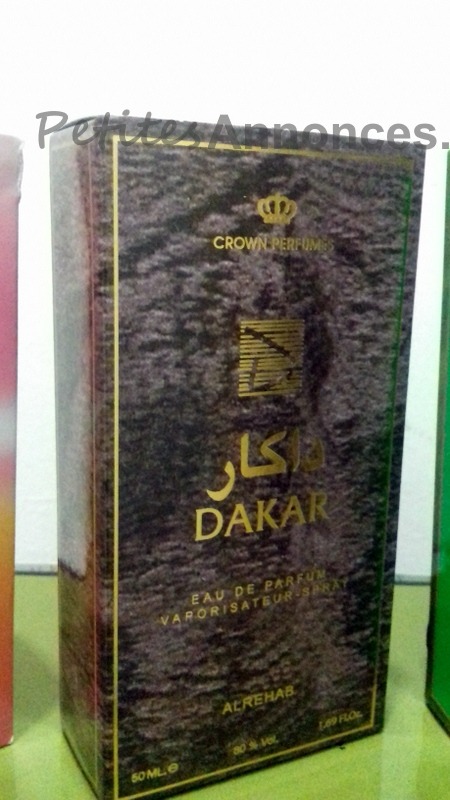 PetitesAnnonces.
CROWN PERFUMES
داكار
DAKAR
EAU DE PARFUM
VAPORISATEUR-SPRAY
ALREHAB
50 ML. e 80 % Vol. 1.69 Fl.Oz.